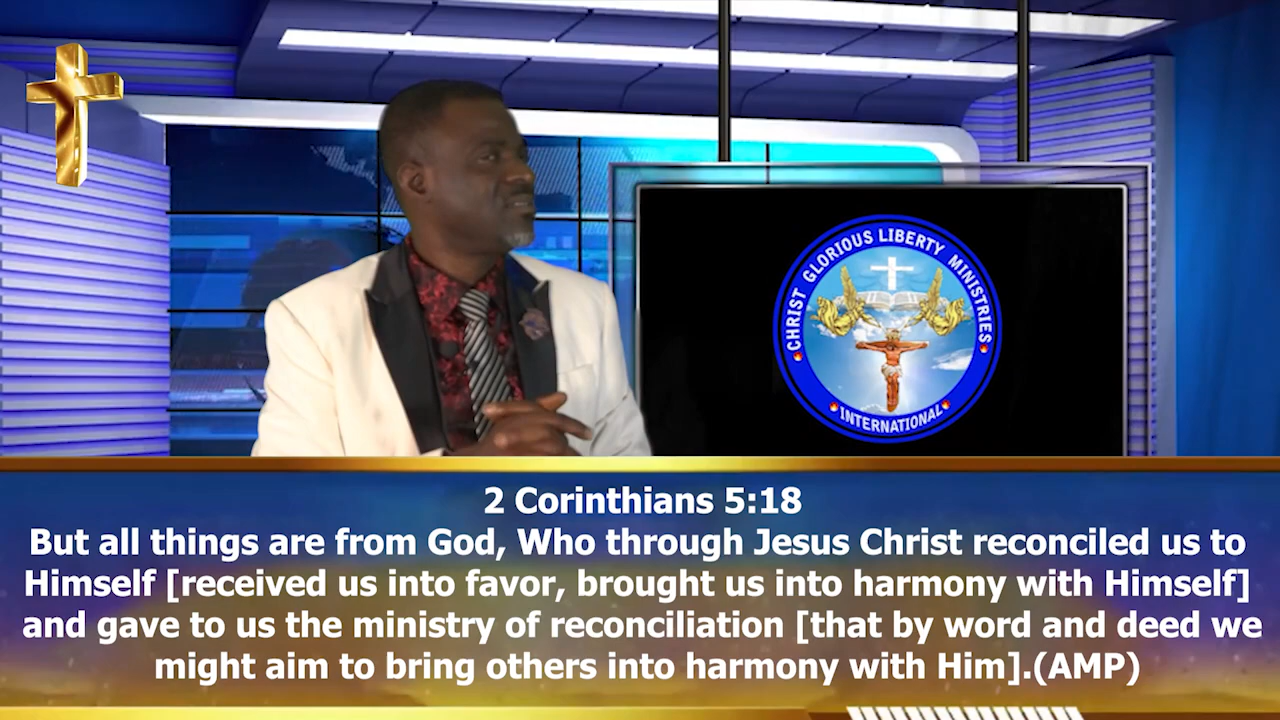 CHRIST GLORIOUS LIBERTY MINISTRIES
INTERNATIONAL
2 Corinthians 5:18
But all things are from God, Who through Jesus Christ reconciled us to
Himself [received us into favor, brought us into harmony with Himself]
and gave to us the ministry of reconciliation [that by word and deed we
might aim to bring others into harmony with Him].(AMP)